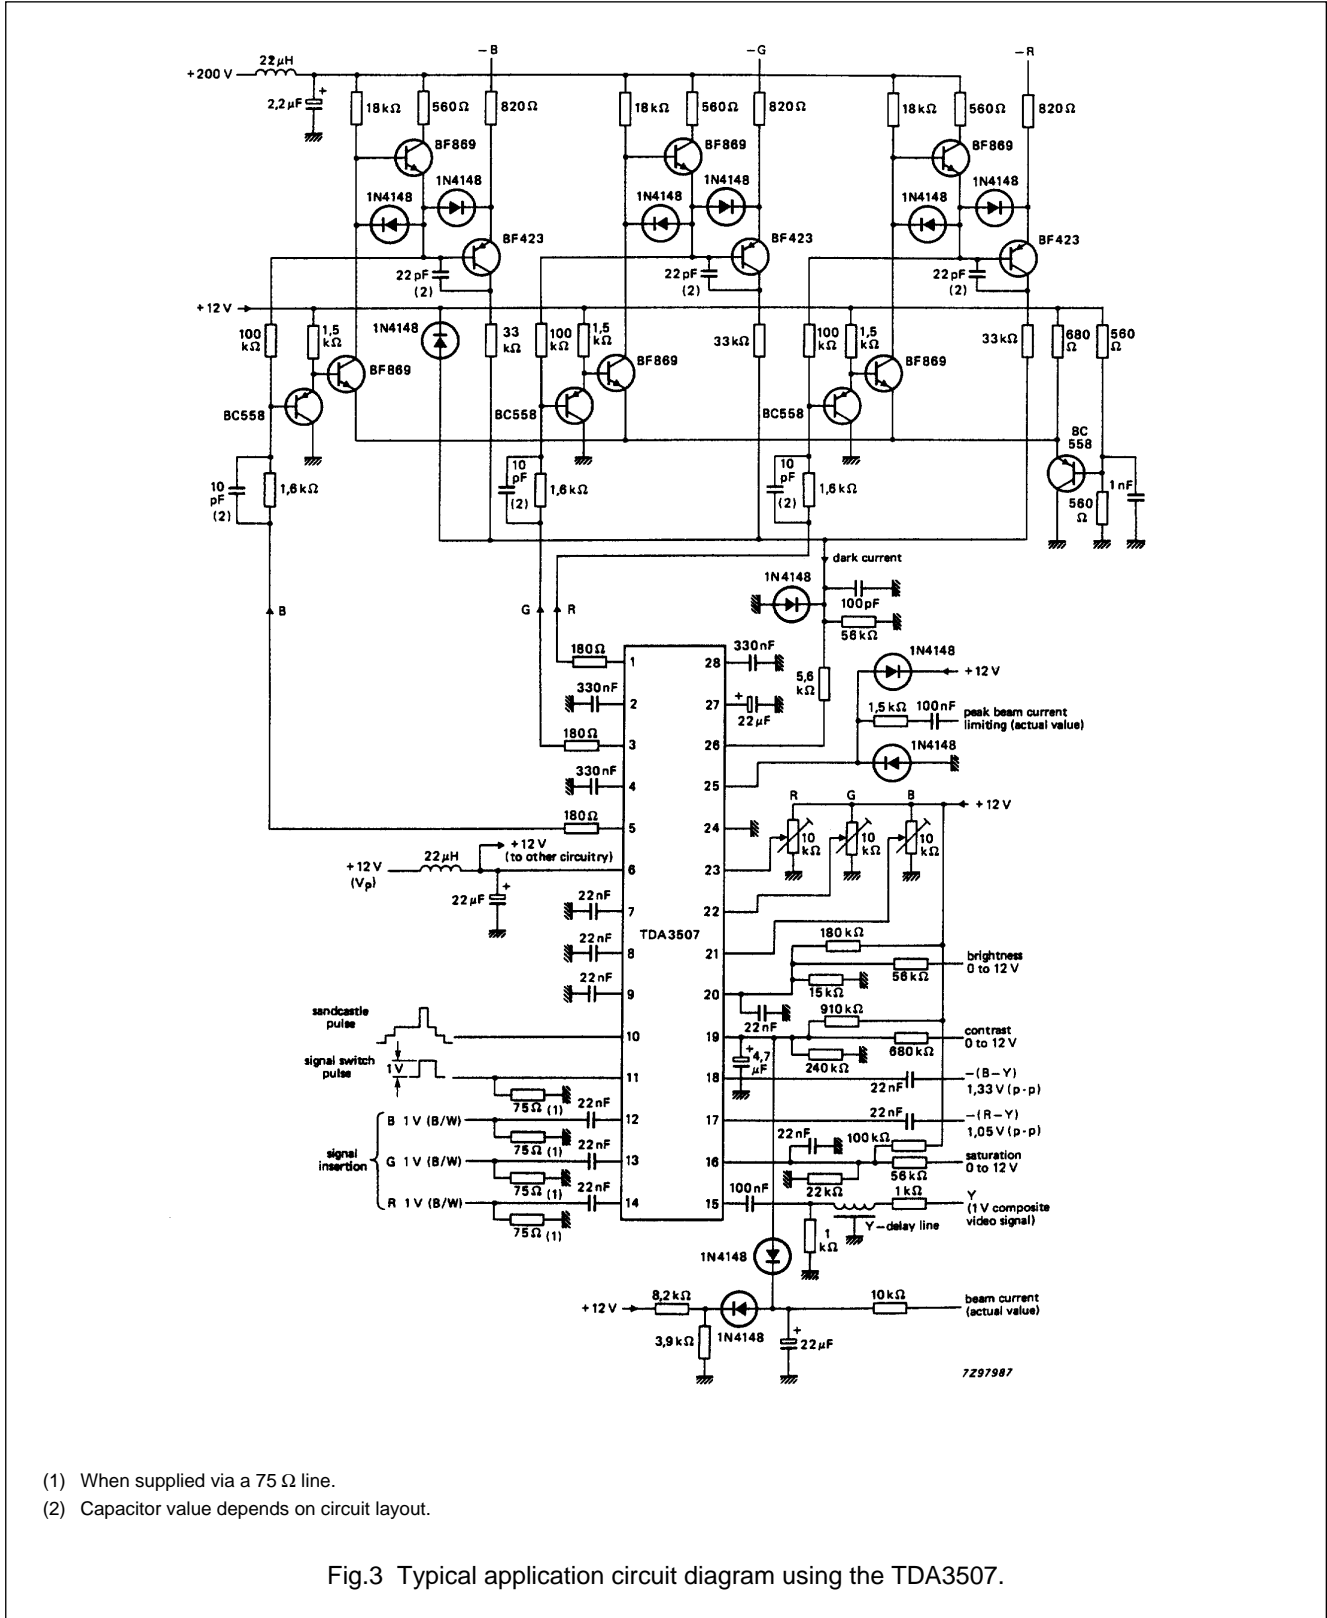 – B
– G
– R
+200 V
22 μH
2,2 μF
+
18 kΩ
560 Ω
820 Ω
18 kΩ
560 Ω
820 Ω
18 kΩ
560 Ω
820 Ω
BF869
BF869
BF869
1N4148
1N4148
1N4148
1N4148
1N4148
1N4148
BF423
BF423
BF423
22 pF
(2)
22 pF
(2)
22 pF
(2)
+12 V
100
kΩ
1,5
kΩ
1N4148
33
kΩ
100
kΩ
1,5
kΩ
33 kΩ
100
kΩ
1,5
kΩ
33 kΩ
680
Ω
560
Ω
BF869
BF869
BF869
BC558
BC558
BC558
BC
558
10
pF
(2)
1,6 kΩ
10
pF
(2)
1,6 kΩ
10
pF
(2)
1,6 kΩ
560
Ω
1 nF
dark current
1N4148
100 pF
56 kΩ
B
G
R
180 Ω
1
28
330 nF
5,6
kΩ
1N4148
+12 V
330 nF
2
27
+
22 μF
1,5 kΩ
100 nF
peak beam current
limiting (actual value)
180 Ω
3
26
1N4148
330 nF
4
25
R
G
B
+ 12 V
180 Ω
5
24
10
kΩ
10
kΩ
10
kΩ
+ 12 V
(to other circuitry)
+12 V
(Vp)
22 μH
6
23
+
22 μF
22 nF
7
22
TDA3507
22 nF
8
21
180 kΩ
brightness
0 to 12 V
56 kΩ
22 nF
9
20
15 kΩ
22 nF
910 kΩ
sandcastle
pulse
10
19
contrast
0 to 12 V
680 kΩ
+
4,7
μF
240 kΩ
signal switch
pulse
1 V
11
18
22 nF
–(B–Y)
1,33 V (p-p)
75 Ω (1)
22 nF
B 1 V (B/W)
12
17
22 nF
–(R–Y)
1,05 V (p-p)
75 Ω (1)
22 nF
signal
insertion
G 1 V (B/W)
13
16
22 nF
100 kΩ
saturation
0 to 12 V
56 kΩ
22 kΩ
75 Ω (1)
22 nF
R 1 V (B/W)
14
15
100 nF
1 kΩ
Y
(1 V composite
video signal)
75 Ω (1)
Y–delay line
1
kΩ
1N4148
+12 V
8,2 kΩ
10 kΩ
beam current
(actual value)
3,9 kΩ
1N4148
+
22 μF
7Z97987
(1) When supplied via a 75 Ω line.
(2) Capacitor value depends on circuit layout.
Fig.3 Typical application circuit diagram using the TDA3507.